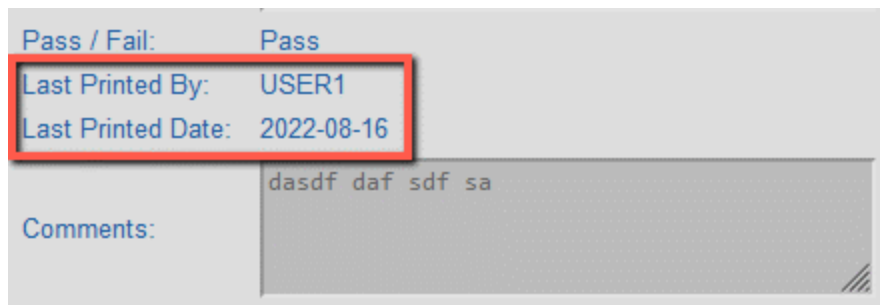 Pass / Fail: Pass
Last Printed By: USER1
Last Printed Date: 2022-08-16
dasdf daf sdf sa
Comments: